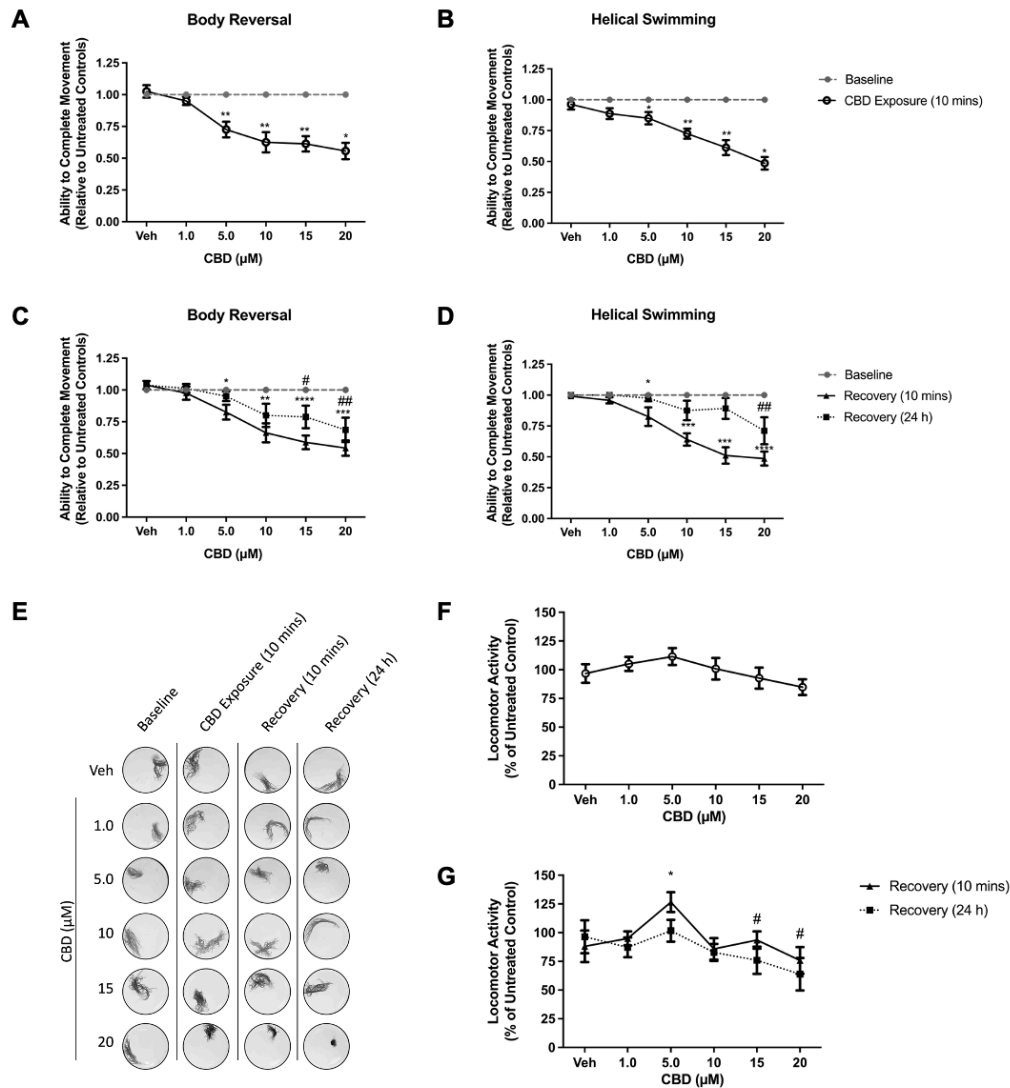 A
Body Reversal
Ability to Complete Movement
(Relative to Untreated Controls)
1.25
1.00
0.75
0.50
0.25
0.00
** ** ** *
Veh 1.0 5.0 10 15 20
CBD (µM)
B
Helical Swimming
Ability to Complete Movement
(Relative to Untreated Controls)
1.25
1.00
0.75
0.50
0.25
0.00
* ** ** *
Veh 1.0 5.0 10 15 20
CBD (µM)
Baseline
CBD Exposure (10 mins)
C
Body Reversal
Ability to Complete Movement
(Relative to Untreated Controls)
1.25
1.00
0.75
0.50
0.25
0.00
# ##
* ** **** ***
Veh 1.0 5.0 10 15 20
CBD (µM)
D
Helical Swimming
Ability to Complete Movement
(Relative to Untreated Controls)
1.25
1.00
0.75
0.50
0.25
0.00
##
* *** *** ****
Veh 1.0 5.0 10 15 20
CBD (µM)
Baseline
Recovery (10 mins)
Recovery (24 h)
E
Baseline
CBD Exposure (10 mins)
Recovery (10 mins)
Recovery (24 h)
Veh
1.0
5.0
10
15
20
CBD (µM)
F
Locomotor Activity
(% of Untreated Control)
150
125
100
75
50
25
0
Veh 1.0 5.0 10 15 20
CBD (µM)
G
Locomotor Activity
(% of Untreated Control)
150
125
100
75
50
25
0
* # #
Veh 1.0 5.0 10 15 20
CBD (µM)
Recovery (10 mins)
Recovery (24 h)